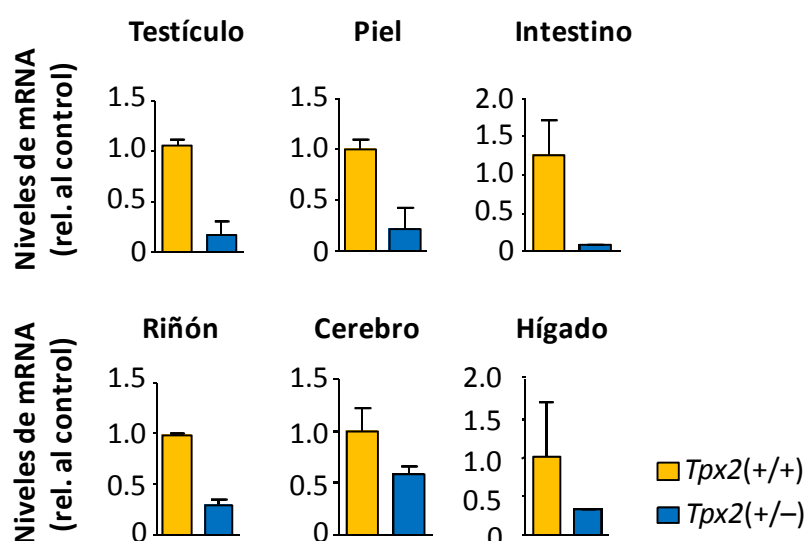 Testículo Piel Intestino
Niveles de mRNA
(rel. al control)
1.5 1.5 2.0
1.5
1.0 1.0 1.0
0.5 0.5 0.5
0 0 0
Riñón Cerebro Hígado
Niveles de mRNA
(rel. al control)
1.5 1.5 2.0
1.5
1.0 1.0 1.0
0.5 0.5 0.5
0 0 0
Tpx2(+/+)
Tpx2(+/–)